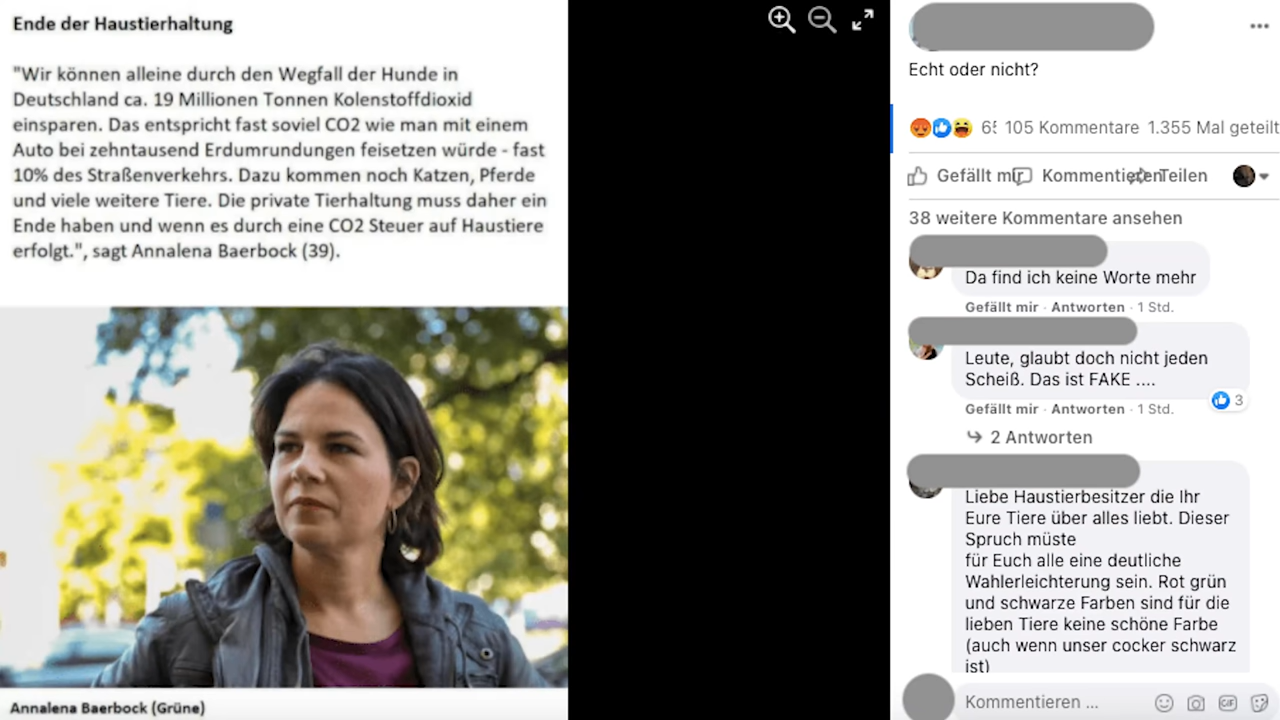 Ende der Haustierhaltung
"Wir können alleine durch den Wegfall der Hunde in
Deutschland ca. 19 Millionen Tonnen Kolenstoffdioxid
einsparen. Das entspricht fast soviel CO2 wie man mit einem
Auto bei zehntausend Erdumrundungen feisetzen würde - fast
10% des Straßenverkehrs. Dazu kommen noch Katzen, Pferde
und viele weitere Tiere. Die private Tierhaltung muss daher ein
Ende haben und wenn es durch eine CO2 Steuer auf Haustiere
erfolgt.", sagt Annalena Baerbock (39).
Annalena Baerbock (Grüne)
Echt oder nicht?
105 Kommentare 1.355 Mal geteilt
Gefällt mir Kommentieren Teilen
38 weitere Kommentare ansehen
Da find ich keine Worte mehr
Gefällt mir · Antworten · 1 Std.
Leute, glaubt doch nicht jeden
Scheiß. Das ist FAKE ....
3
Gefällt mir · Antworten · 1 Std.
2 Antworten
Liebe Haustierbesitzer die Ihr
Eure Tiere über alles liebt. Dieser
Spruch müste
für Euch alle eine deutliche
Wahlerleichterung sein. Rot grün
und schwarze Farben sind für die
lieben Tiere keine schöne Farbe
(auch wenn unser cocker schwarz
ist)
Kommentieren ...
GIF